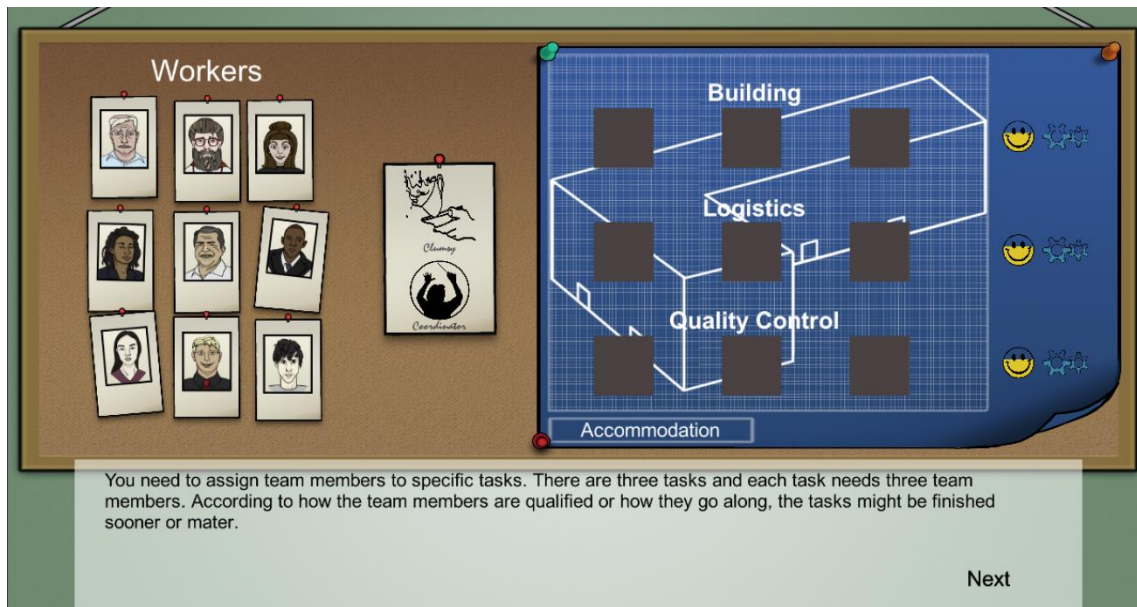 Workers
Clumsy
Coordinator
Building
Logistics
Quality Control
Accommodation
You need to assign team members to specific tasks. There are three tasks and each task needs three team
members. According to how the team members are qualified or how they go along, the tasks might be finished
sooner or mater.
Next